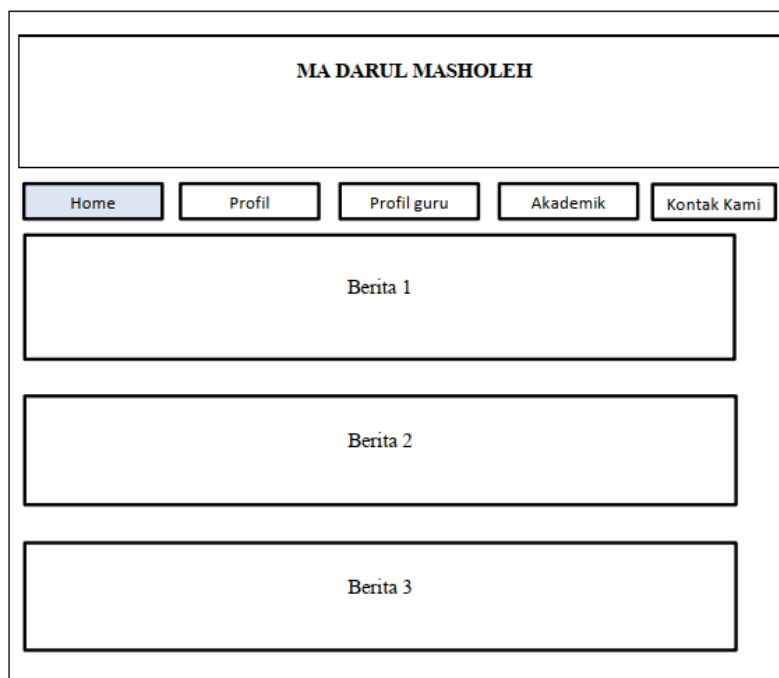 MA DARUL MASHOLEH
Home Profil Profil guru Akademik Kontak Kami
Berita 1
Berita 2
Berita 3